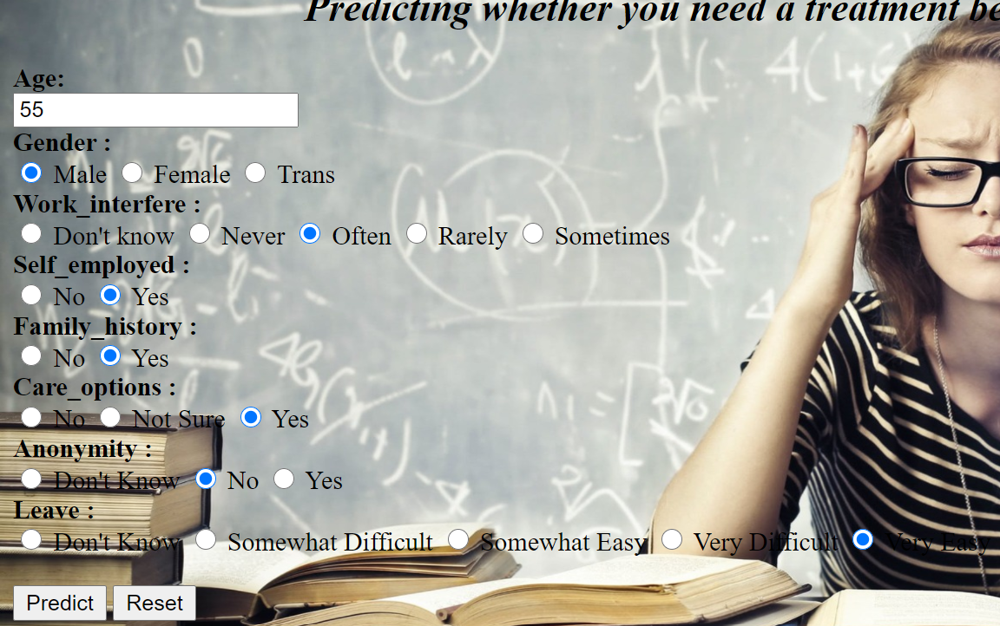 Predicting whether you need a treatment be
Age:
55
Gender :
Male Female Trans
Work_interfere :
Don't know Never Often Rarely Sometimes
Self_employed :
No Yes
Family_history :
No Yes
Care_options :
No Not Sure Yes
Anonymity :
Don't Know No Yes
Leave :
Don't Know Somewhat Difficult Somewhat Easy Very Difficult Very Easy
Predict Reset